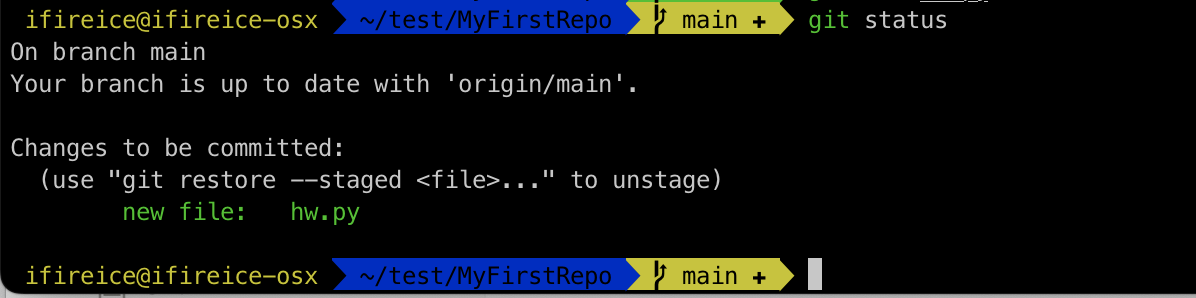 ifireice@ifireice-osx ~/test/MyFirstRepo main + git status
On branch main
Your branch is up to date with 'origin/main'.
Changes to be committed:
(use "git restore --staged <file>..." to unstage)
new file: hw.py
ifireice@ifireice-osx ~/test/MyFirstRepo main +